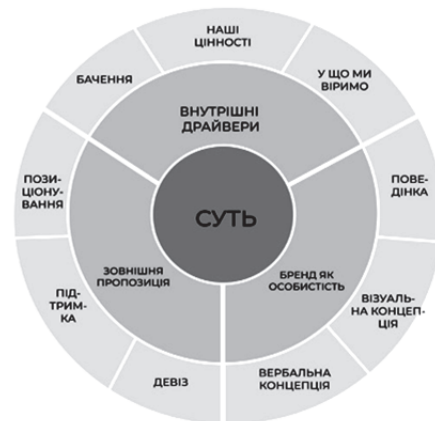 НАШІ
ЦІННОСТІ
БАЧЕННЯ
У ЩО МИ
ВІРИМО
ВНУТРІШНІ
ДРАЙВЕРИ
ПОЗИ-
ЦІОНУ-
ВАННЯ
ПОВЕ-
ДІНКА
СУТЬ
ЗОВНІШНЯ
ПРОПОЗИЦІЯ
БРЕНД ЯК
ОСОБИСТІСТЬ
ПІД-
ТРИМ-
КА
ВІЗУАЛЬ-
НА КОНЦЕП-
ЦІЯ
ДЕВІЗ
ВЕРБАЛЬНА
КОНЦЕПЦІЯ